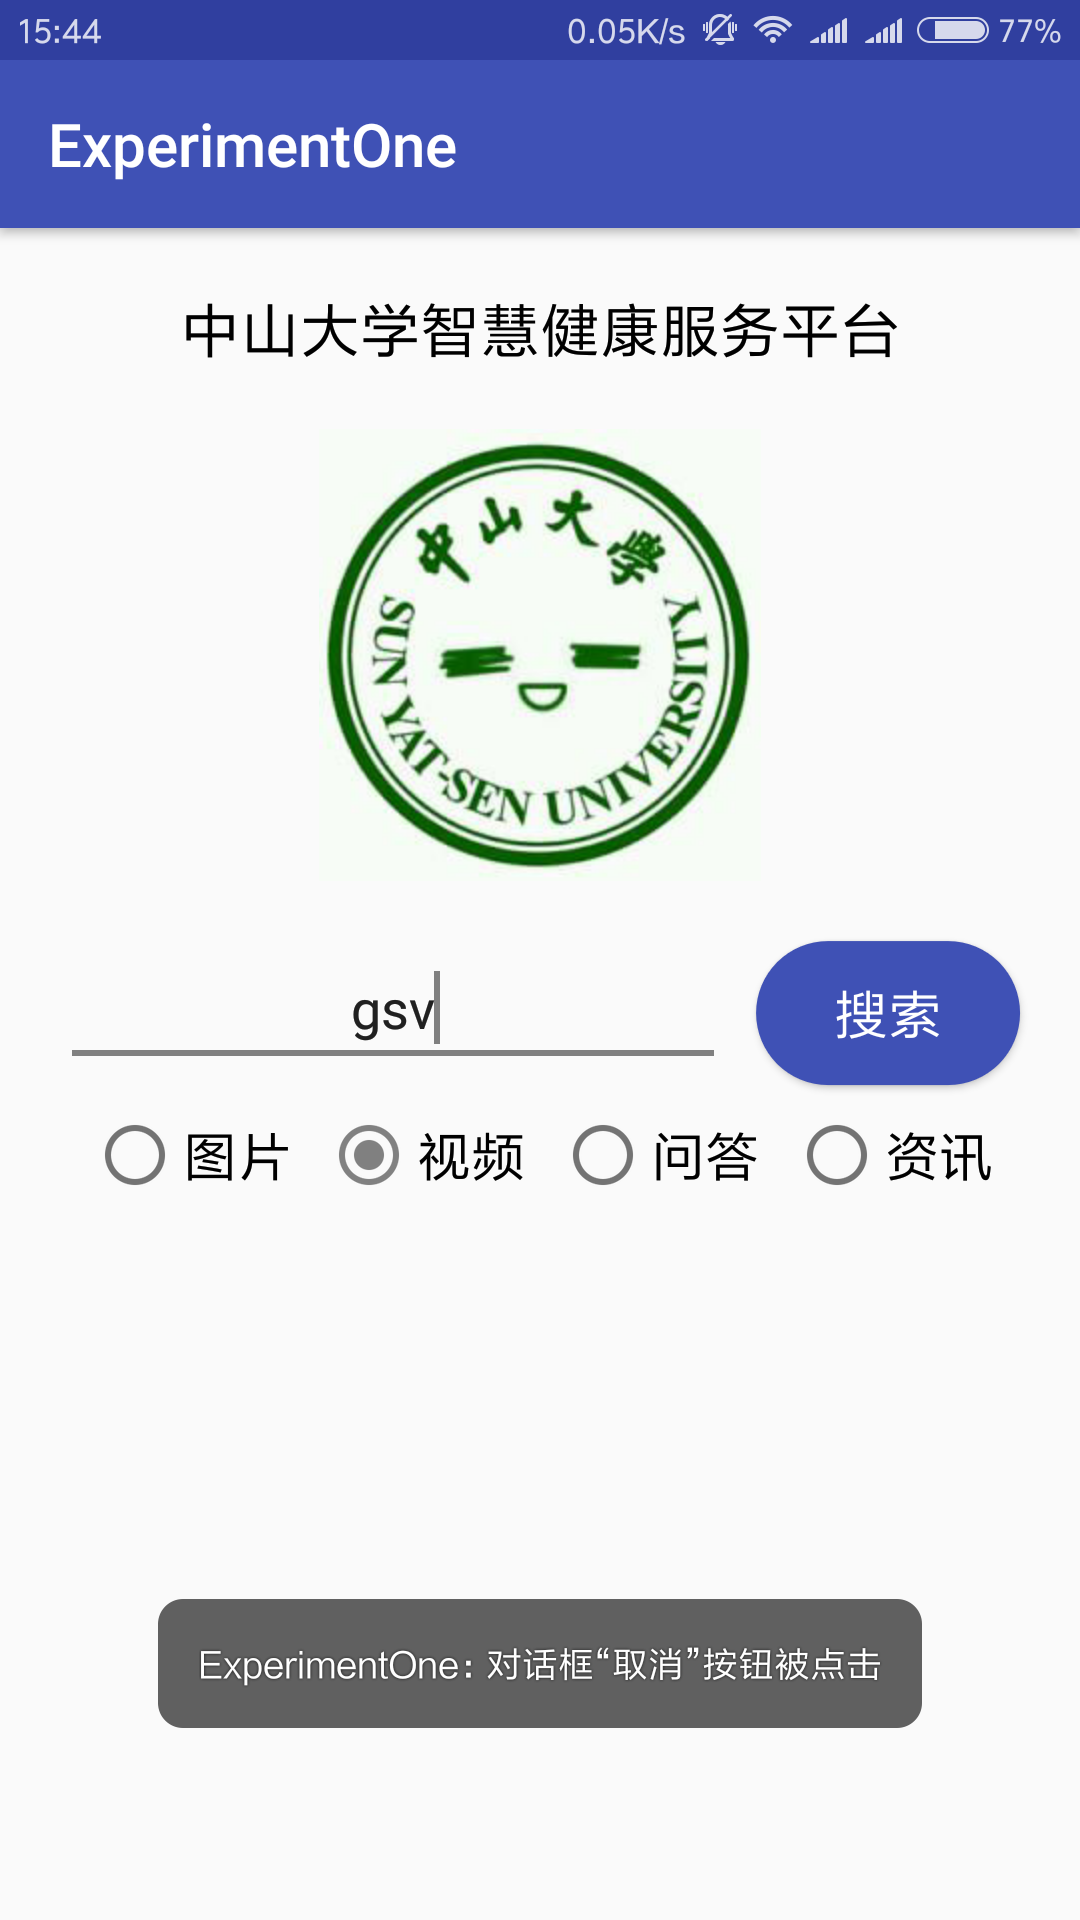 15:44 0.05K/s 77%
ExperimentOne
中山大学智慧健康服务平台
中山大學
SUN YAT-SEN UNIVERSITY
gsv
搜索
图片 视频 问答 资讯
ExperimentOne: 对话框“取消”按钮被点击